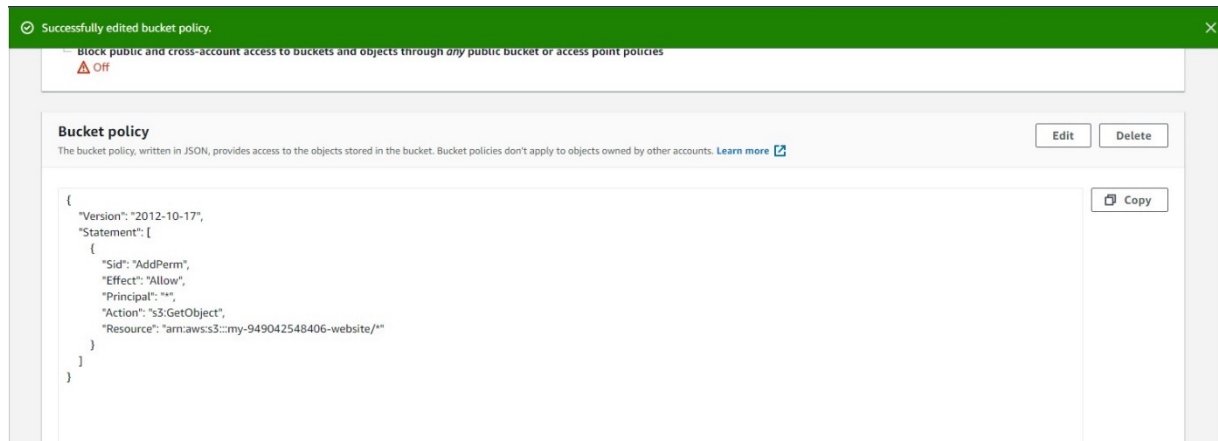 Successfully edited bucket policy.
Block public and cross-account access to buckets and objects through any public bucket or access point policies
Off
Bucket policy
Edit
Delete
The bucket policy, written in JSON, provides access to the objects stored in the bucket. Bucket policies don't apply to objects owned by other accounts. Learn more
Copy
{
"Version": "2012-10-17",
"Statement": [
{
"Sid": "AddPerm",
"Effect": "Allow",
"Principal": "*",
"Action": "s3:GetObject",
"Resource": "arn:aws:s3:::my-949042548406-website/*"
}
]
}